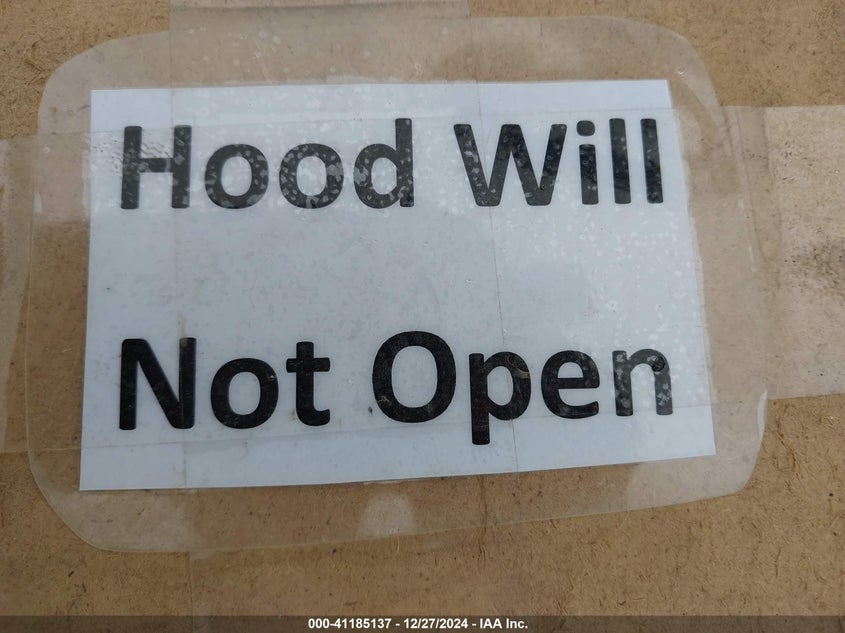 Hood Will
Not Open
000-41185137 - 12/27/2024 - IAA Inc.